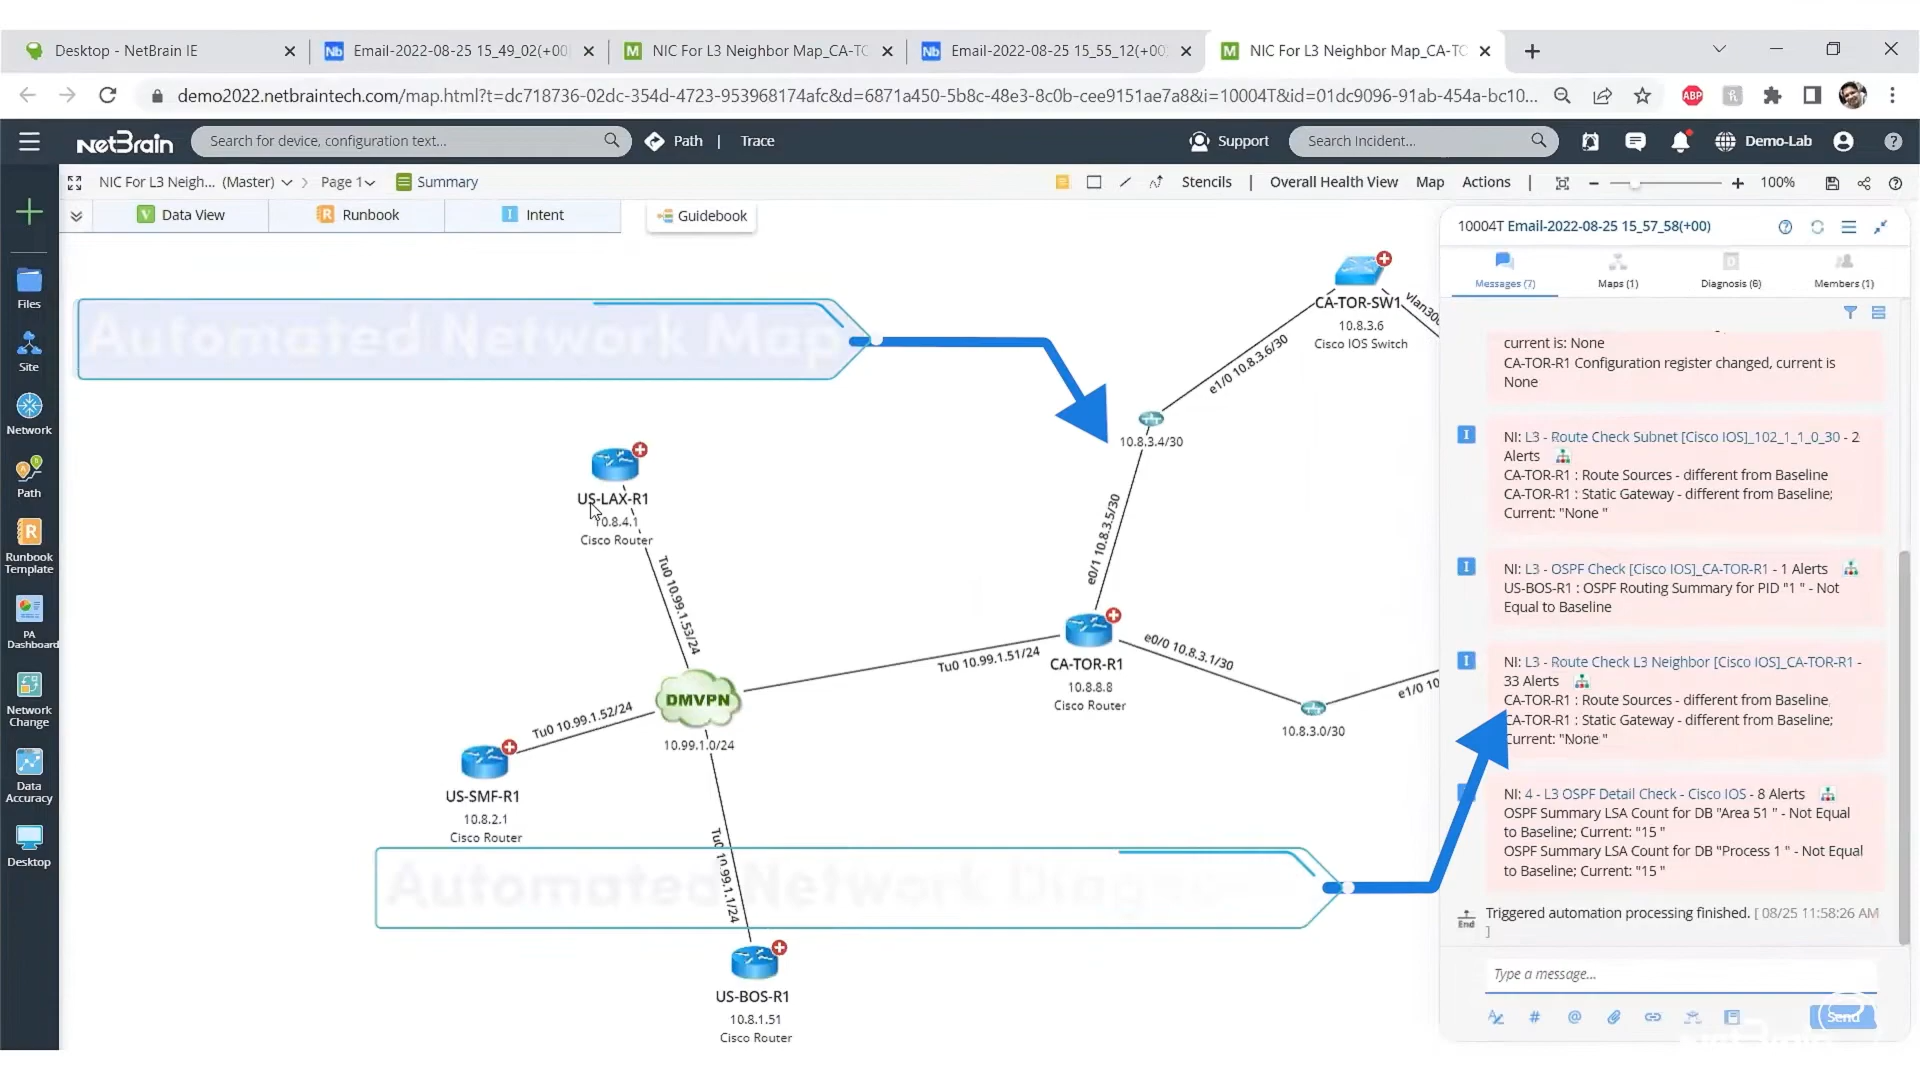 Desktop - NetBrain IE
Email-2022-08-25 15_49_02(+00
NIC For L3 Neighbor Map_CA-TO
Email-2022-08-25 15_55_12(+00
NIC For L3 Neighbor Map_CA-TO
demo2022.netbraintech.com/map.html?t=dc718736-02dc-354d-4723-953968174afc&d=6871a450-5b8c-48e3-8c0b-cee9151ae7a8&i=10004T&id=01dc9096-91ab-454a-bc10...
ABP
NetBrain
Search for device, configuration text...
Path | Trace
Support
Search Incident...
Demo-Lab
NIC For L3 Neigh... (Master)
Page 1
Summary
Stencils | Overall Health View Map Actions | 100%
Data View
Runbook
Intent
Guidebook
Files
Site
Network
Path
Runbook
Template
PA
Dashboard
Network
Change
Data
Accuracy
Desktop
Automated Network Map
US-LAX-R1
10.8.4.1
Cisco Router
Tu0 10.99.1.53/24
DMVPN
10.99.1.0/24
Tu0 10.99.1.52/24
US-SMF-R1
10.8.2.1
Cisco Router
Tu0 10.99.1.1/24
US-BOS-R1
10.8.1.51
Cisco Router
Tu0 10.99.1.51/24
CA-TOR-R1
10.8.8.8
Cisco Router
e0/1 10.8.3.5/30
10.8.3.4/30
e1/0 10.8.3.6/30
CA-TOR-SW1
10.8.3.6
Cisco IOS Switch
vlan300
e0/0 10.8.3.1/30
10.8.3.0/30
e1/0 10
Automated Network
10004T Email-2022-08-25 15_57_58(+00)
Messages (7)
Maps (1)
Diagnosis (6)
Members (1)
current is: None
CA-TOR-R1 Configuration register changed, current is
None
NI: L3 - Route Check Subnet [Cisco IOS]_102_1_1_0_30 - 2
Alerts
CA-TOR-R1 : Route Sources - different from Baseline
CA-TOR-R1 : Static Gateway - different from Baseline;
Current: "None "
NI: L3 - OSPF Check [Cisco IOS]_CA-TOR-R1 - 1 Alerts
US-BOS-R1 : OSPF Routing Summary for PID "1 " - Not
Equal to Baseline
NI: L3 - Route Check L3 Neighbor [Cisco IOS]_CA-TOR-R1 -
33 Alerts
CA-TOR-R1 : Route Sources - different from Baseline
CA-TOR-R1 : Static Gateway - different from Baseline;
Current: "None "
NI: 4 - L3 OSPF Detail Check - Cisco IOS - 8 Alerts
OSPF Summary LSA Count for DB "Area 51 " - Not Equal
to Baseline; Current: "15 "
OSPF Summary LSA Count for DB "Process 1 " - Not Equal
to Baseline; Current: "15 "
End
Triggered automation processing finished. [ 08/25 11:58:26 AM
]
Type a message...
Send